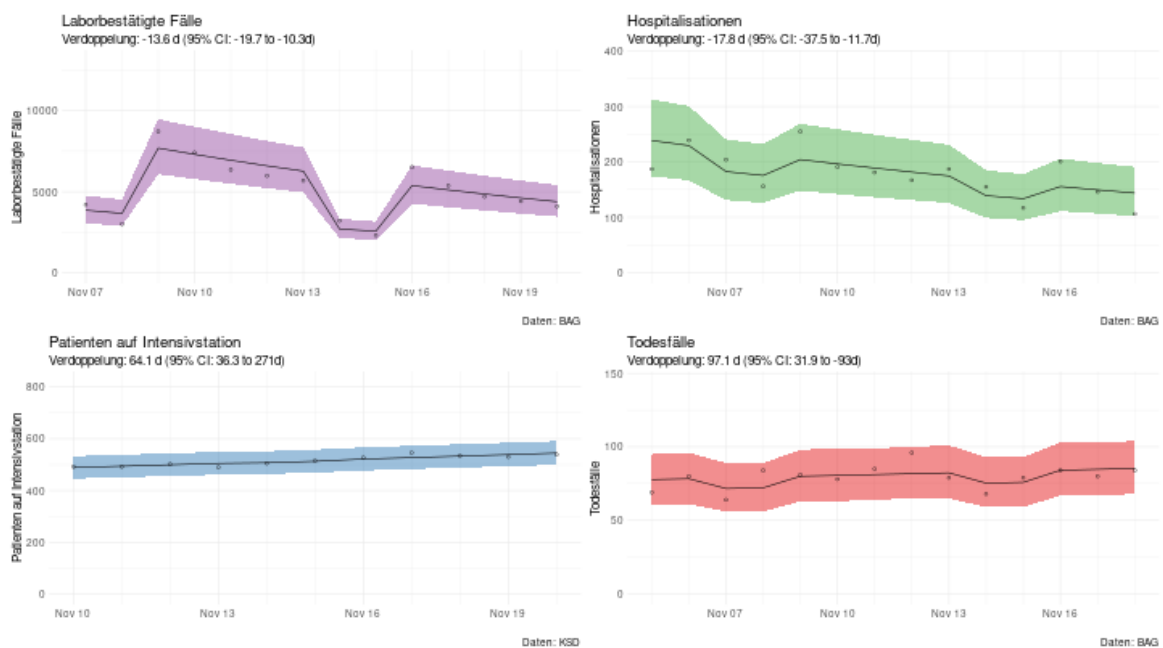 Laborbestätigte Fälle
Verdoppelung: -13.6 d (95% CI: -19.7 to -10.3d)
Laborbestätigte Fälle
10000
5000
0
Nov 07 Nov 10 Nov 13 Nov 16 Nov 19
Daten: BAG
Hospitalisationen
Verdoppelung: -17.8 d (95% CI: -37.5 to -11.7d)
Hospitalisationen
400
300
200
100
0
Nov 07 Nov 10 Nov 13 Nov 16
Daten: BAG
Patienten auf Intensivstation
Verdoppelung: 64.1 d (95% CI: 36.3 to 271d)
Patienten auf Intensivstation
800
600
400
200
0
Nov 10 Nov 13 Nov 16 Nov 19
Daten: KSD
Todesfälle
Verdoppelung: 97.1 d (95% CI: 31.9 to -93d)
Todesfälle
150
100
50
0
Nov 07 Nov 10 Nov 13 Nov 16
Daten: BAG